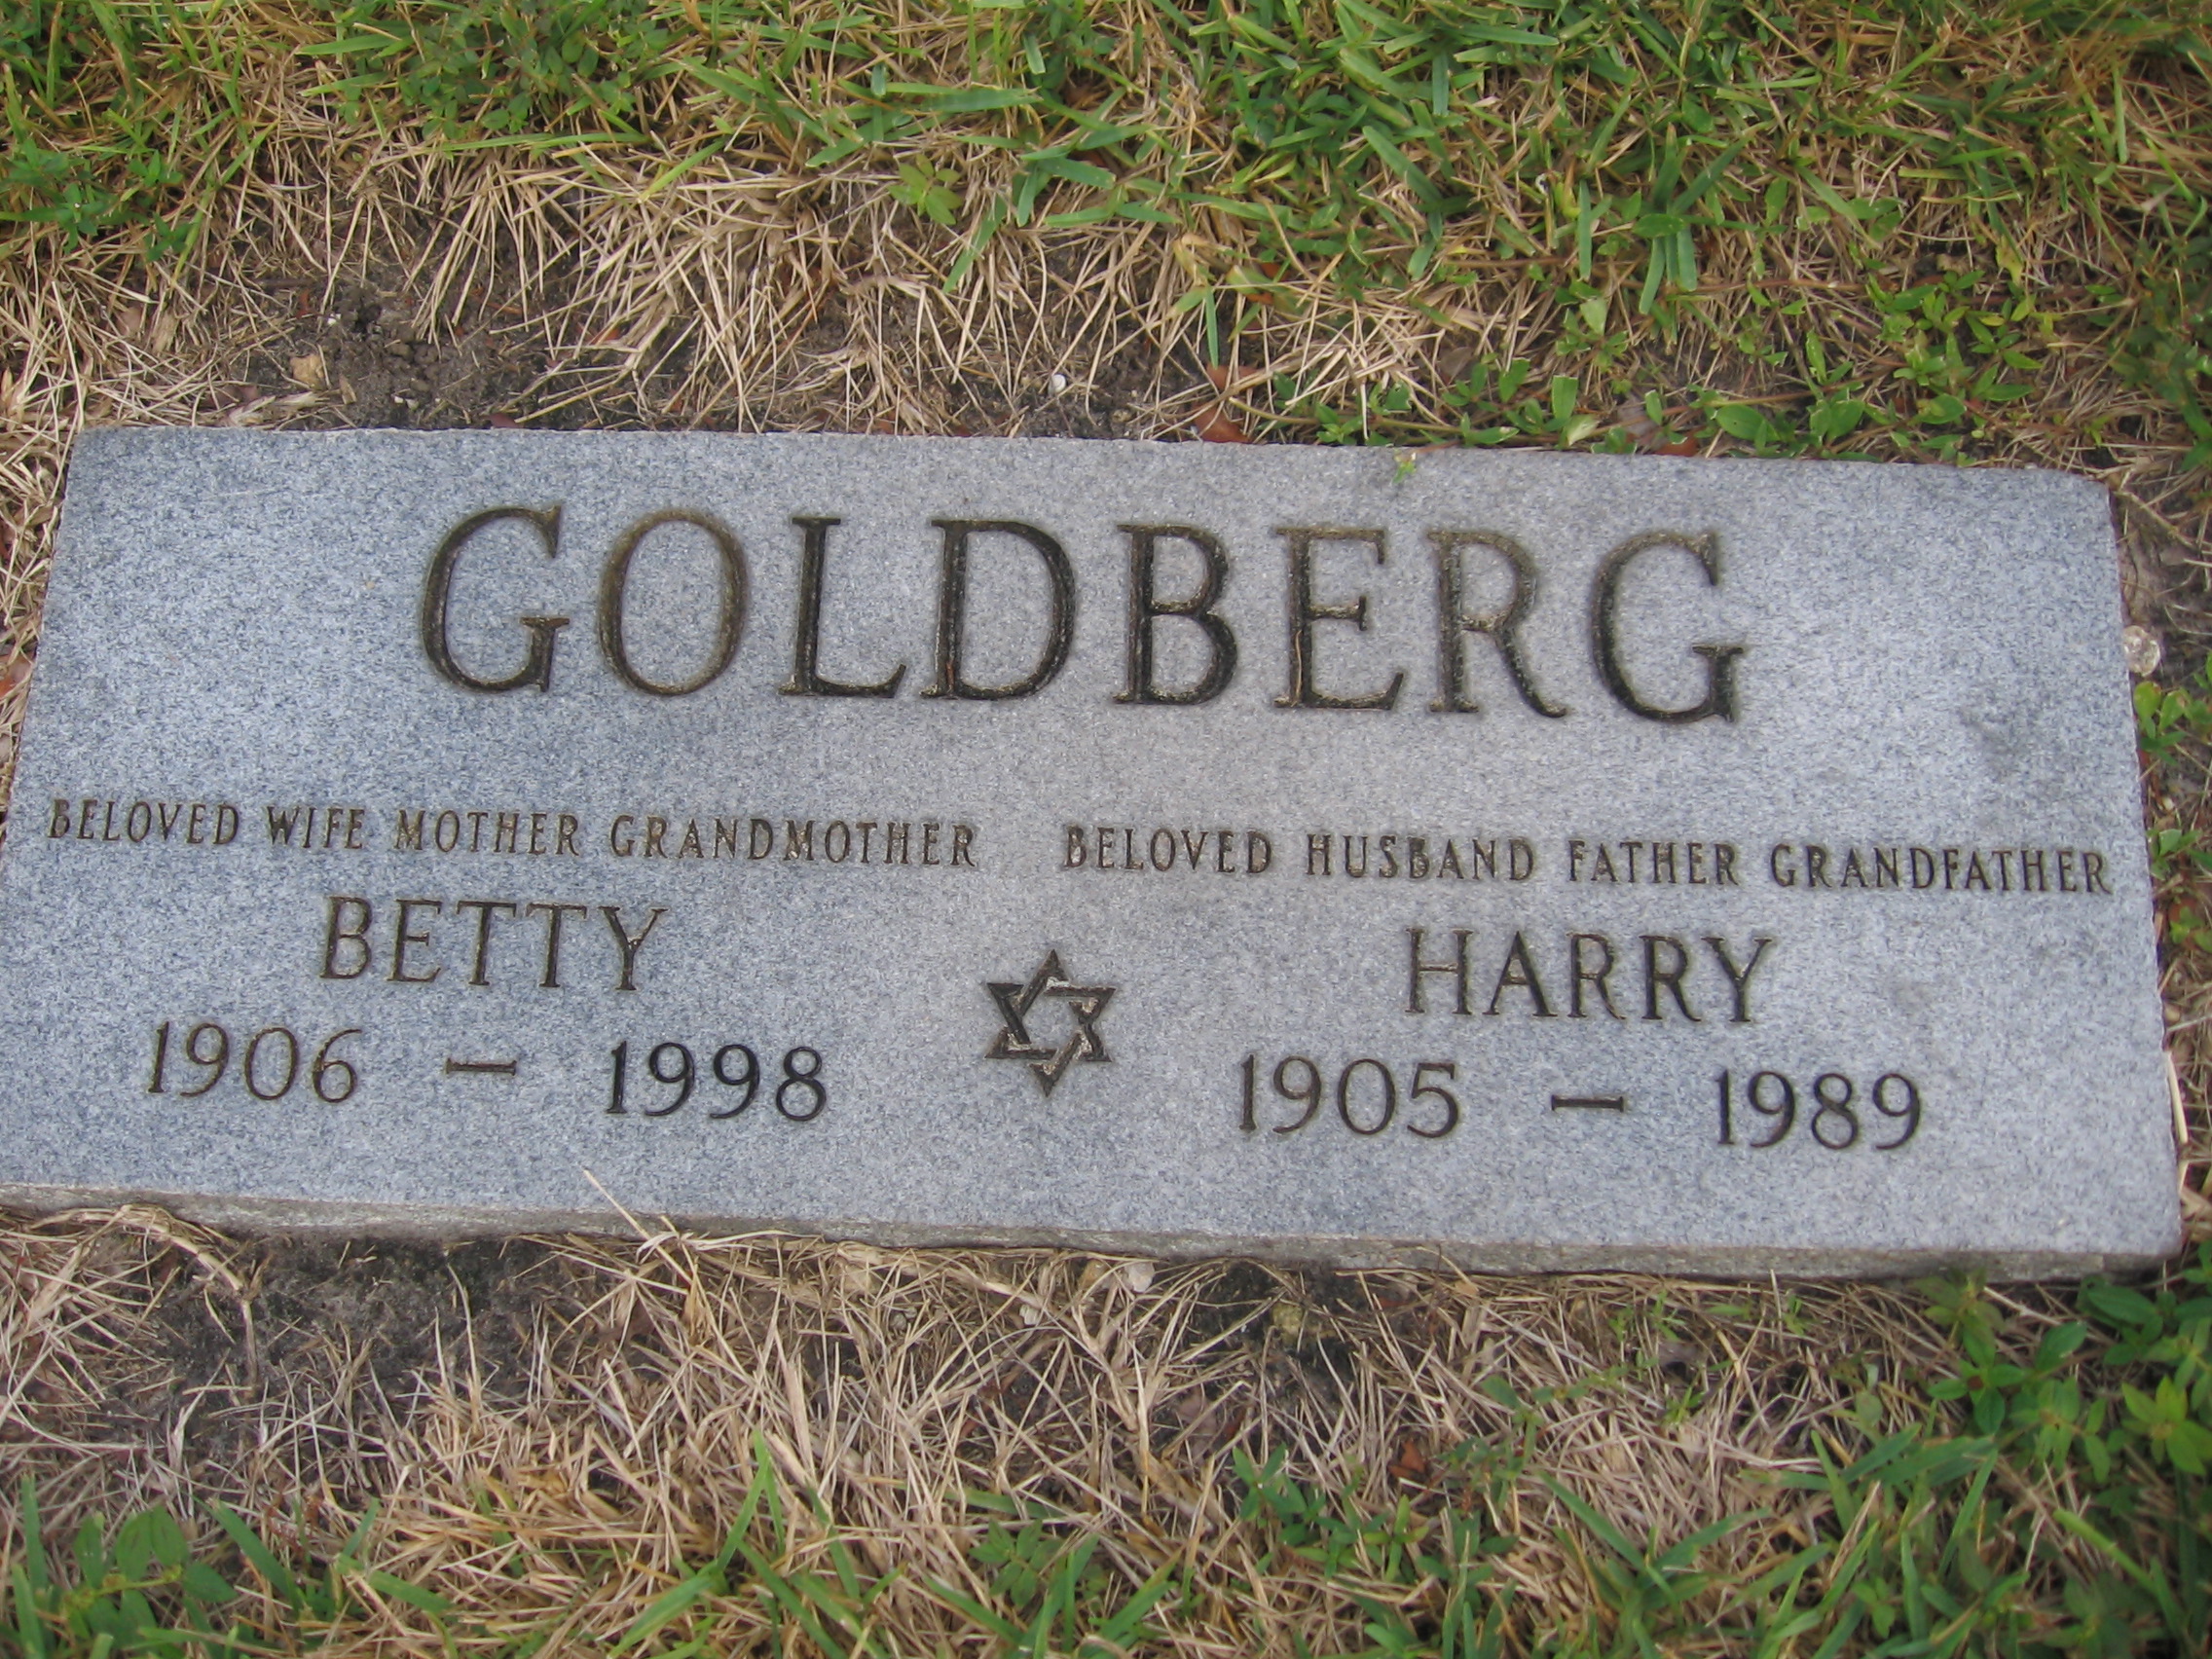 GOLDBERG
BELOVED WIFE MOTHER GRANDMOTHER
BETTY
1906 – 1998
BELOVED HUSBAND FATHER GRANDFATHER
HARRY
1905 – 1989